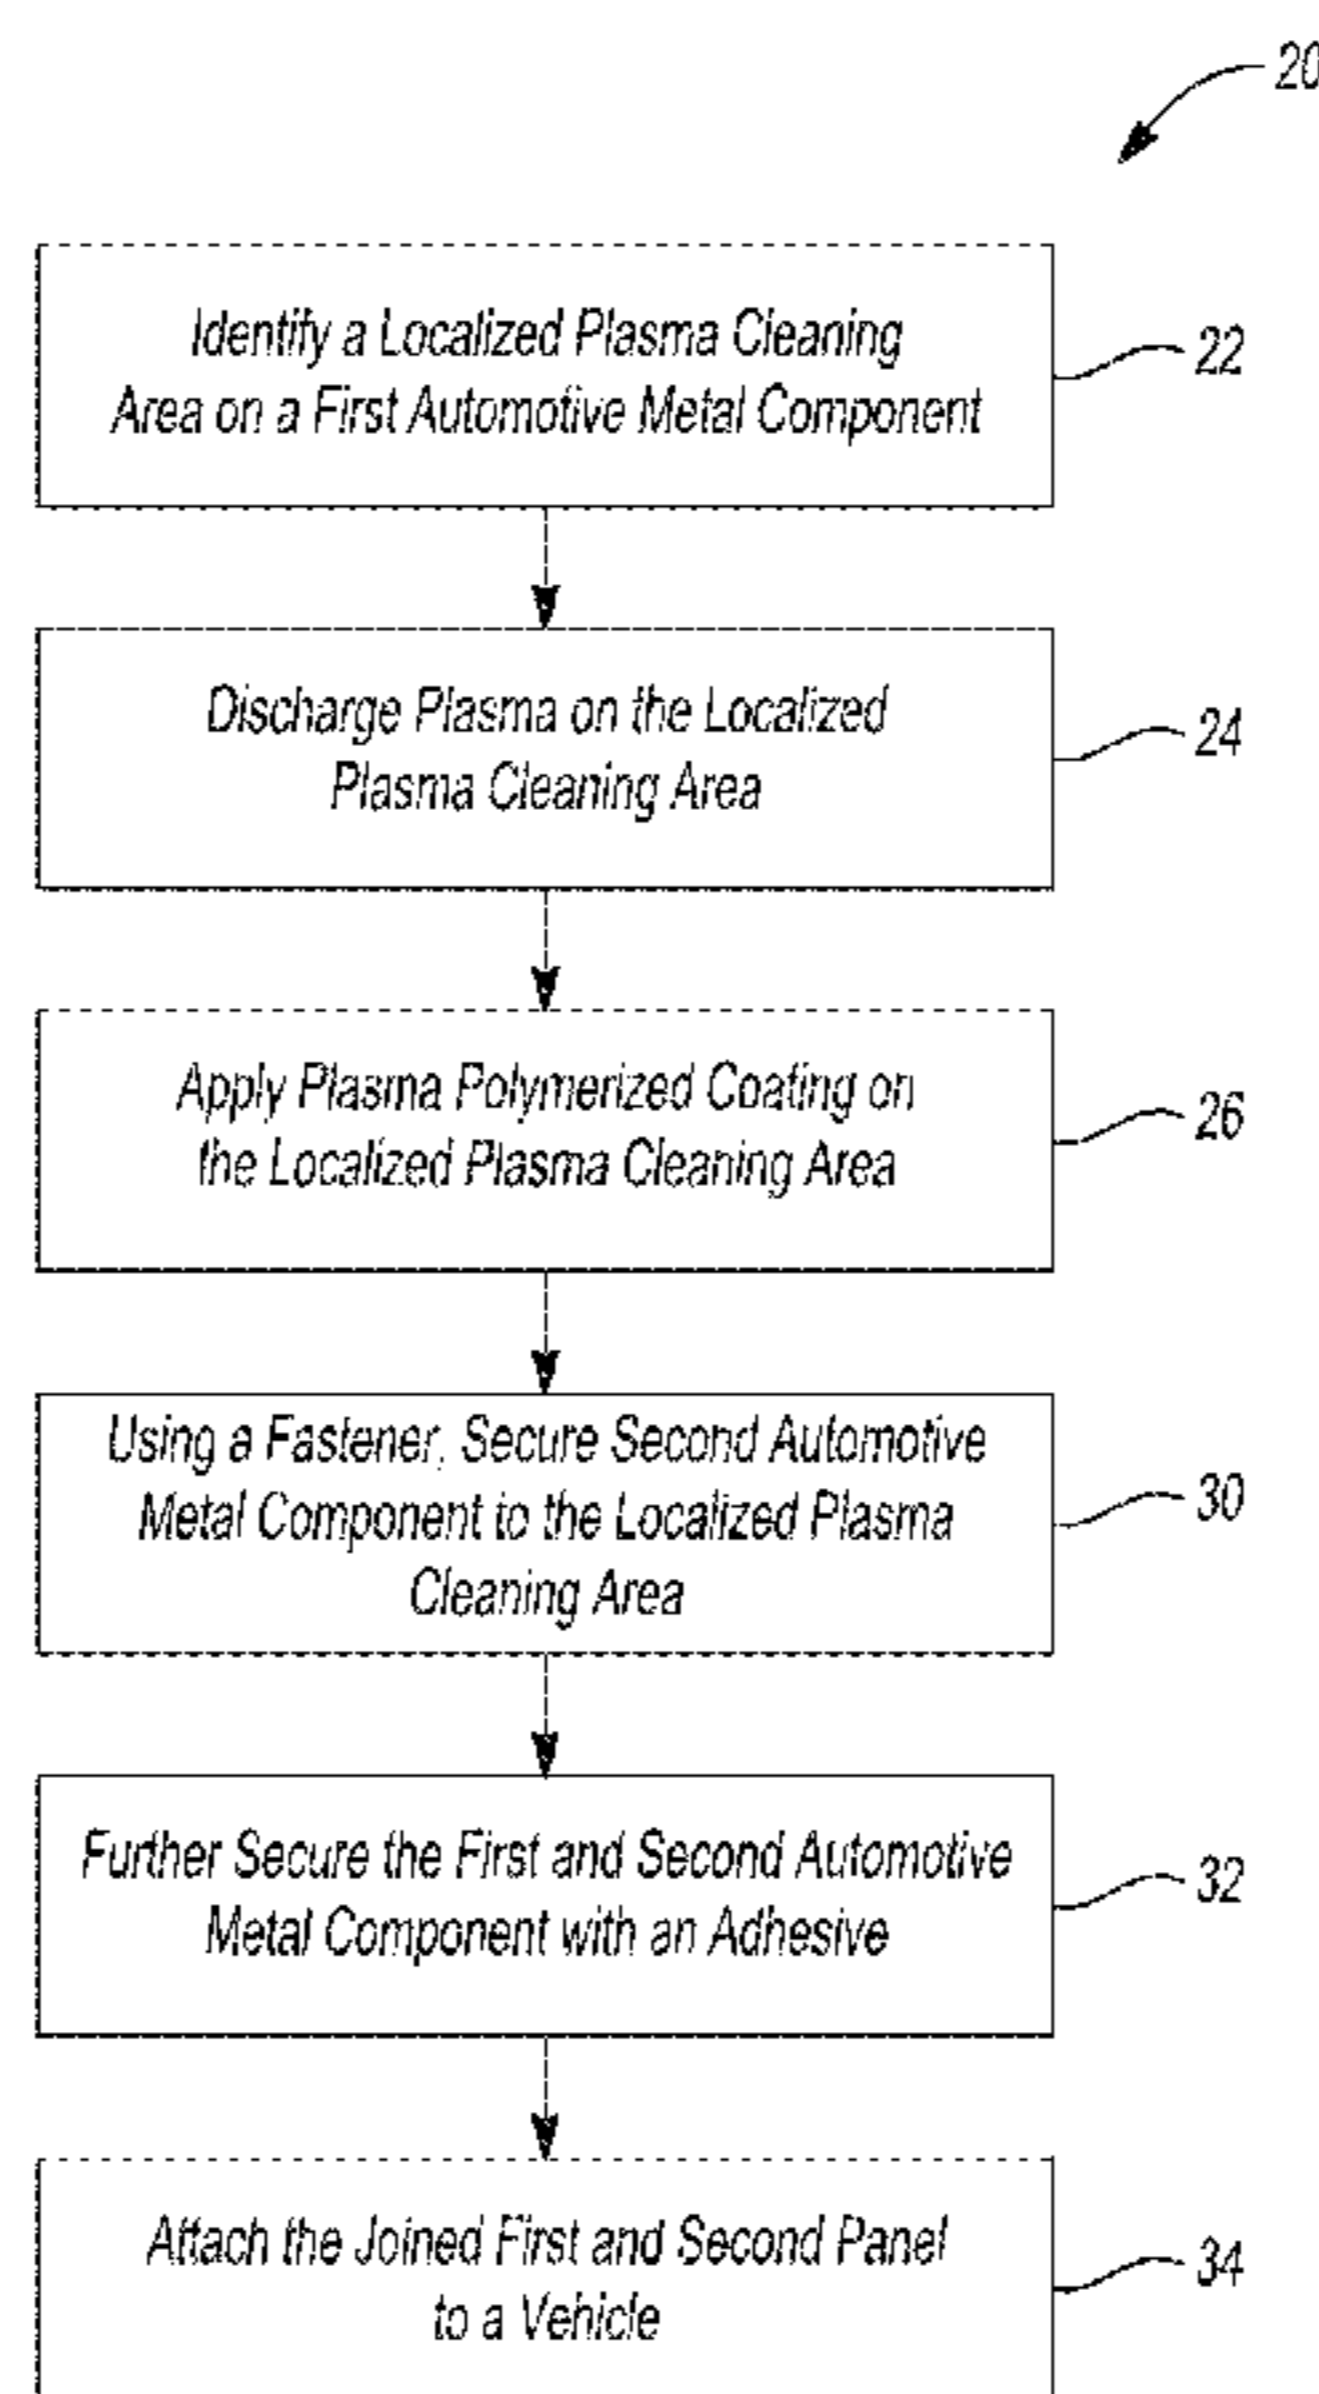 20
Identify a Localized Plasma Cleaning
Area on a First Automotive Metal Component
22
Discharge Plasma on the Localized
Plasma Cleaning Area
24
Apply Plasma Polymerized Coating on
the Localized Plasma Cleaning Area
26
Using a Fastener, Secure Second Automotive
Metal Component to the Localized Plasma
Cleaning Area
30
Further Secure the First and Second Automotive
Metal Component with an Adhesive
32
Attach the Joined First and Second Panel
to a Vehicle
34